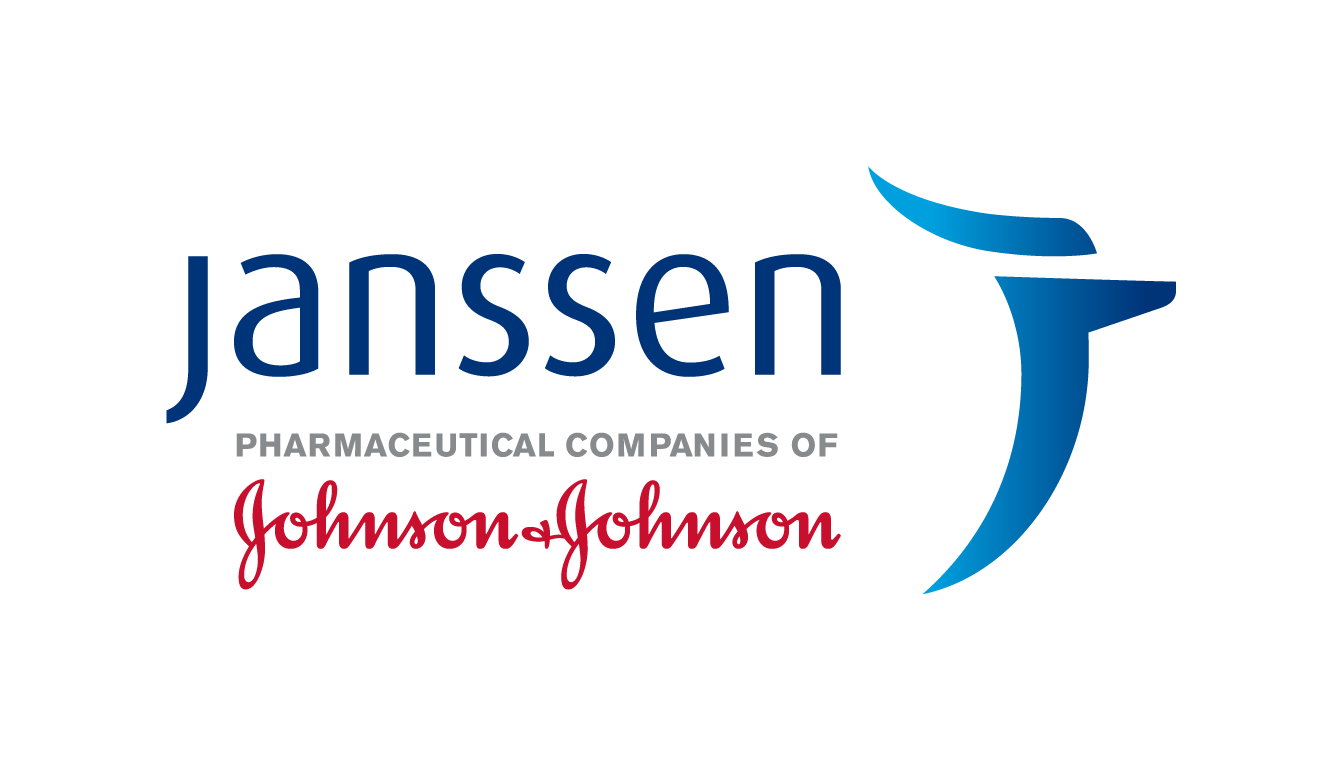 Janssen
PHARMACEUTICAL COMPANIES OF
Johnson & Johnson